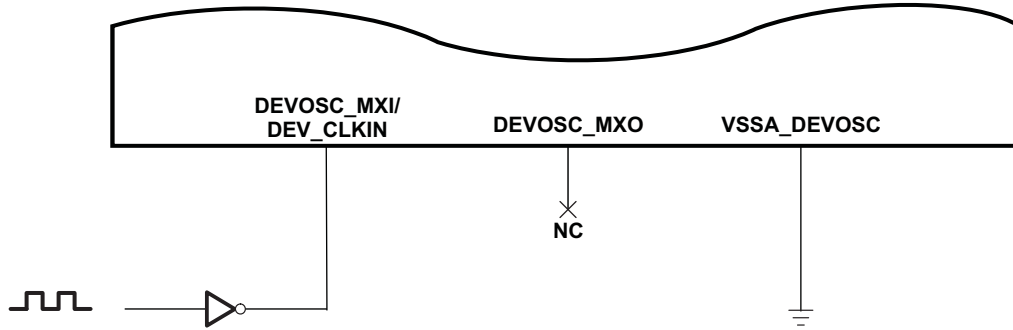 DEVOSC_MXI/
DEV_CLKIN
DEVOSC_MXO
VSSA_DEVOSC
NC